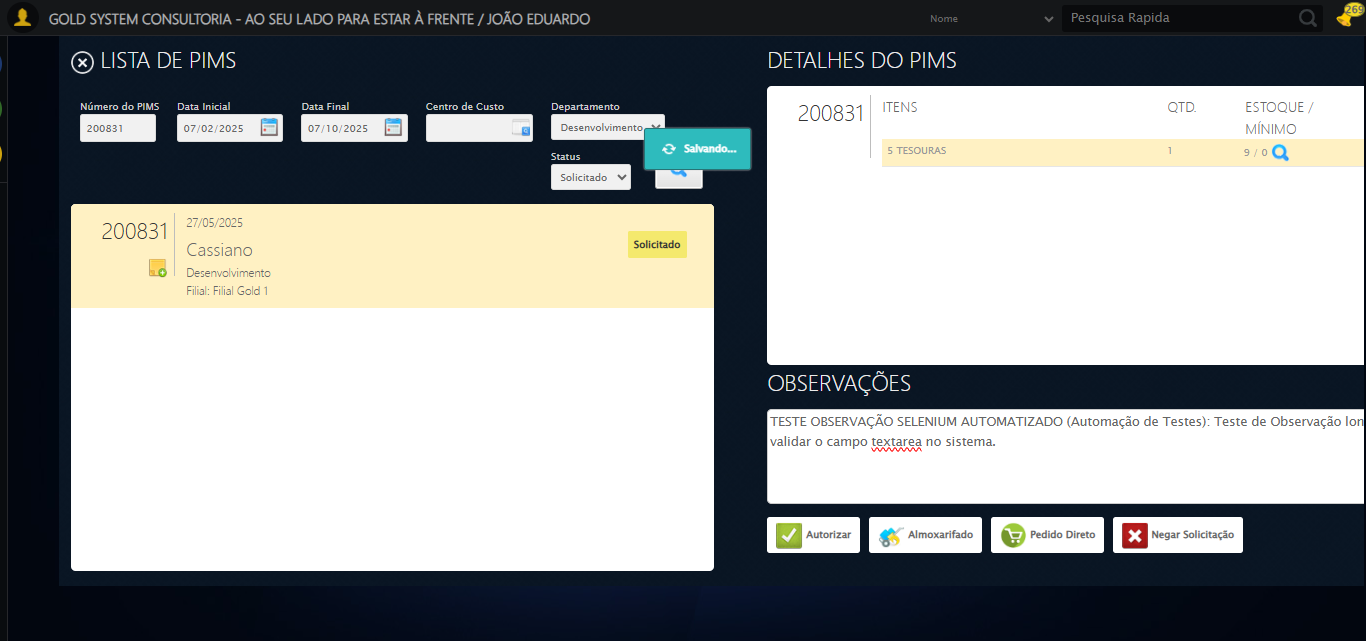 GOLD SYSTEM CONSULTORIA - AO SEU LADO PARA ESTAR À FRENTE / JOÃO EDUARDO
Nome
Pesquisa Rapida
269
LISTA DE PIMS
Número do PIMS
Data Inicial
Data Final
Centro de Custo
Departamento
200831
07/02/2025
07/10/2025
Desenvolvimento
Salvando...
Status
Solicitado
200831
27/05/2025
Cassiano
Desenvolvimento
Filial: Filial Gold 1
Solicitado
DETALHES DO PIMS
200831
ITENS
QTD.
ESTOQUE /
MÍNIMO
5 TESOURAS
1
9 / 0
OBSERVAÇÕES
TESTE OBSERVAÇÃO SELENIUM AUTOMATIZADO (Automação de Testes): Teste de Observação
validar o campo textarea no sistema.
Autorizar
Almoxarifado
Pedido Direto
Negar Solicitação